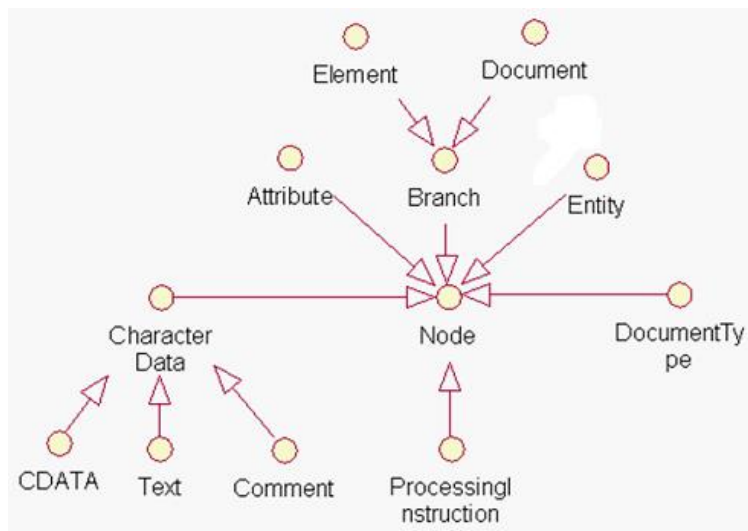 Element
Document
Attribute
Branch
Entity
Character
Data
Node
DocumentTy
pe
CDATA
Text
Comment
ProcessingI
nstruction